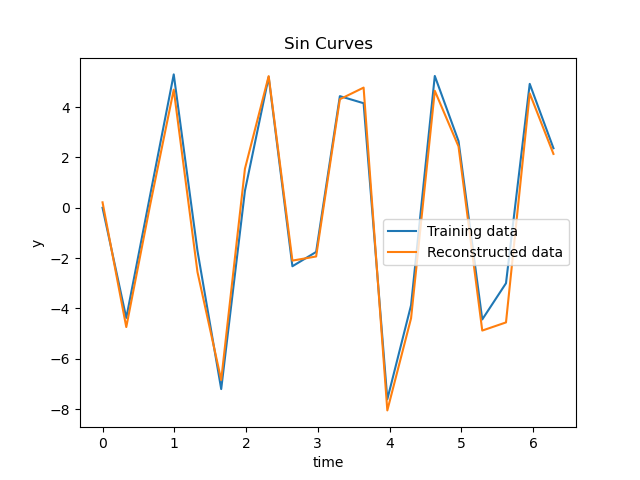 Sin Curves
y
4
2
0
−2
−4
−6
−8
Training data
Reconstructed data
0 1 2 3 4 5 6
time